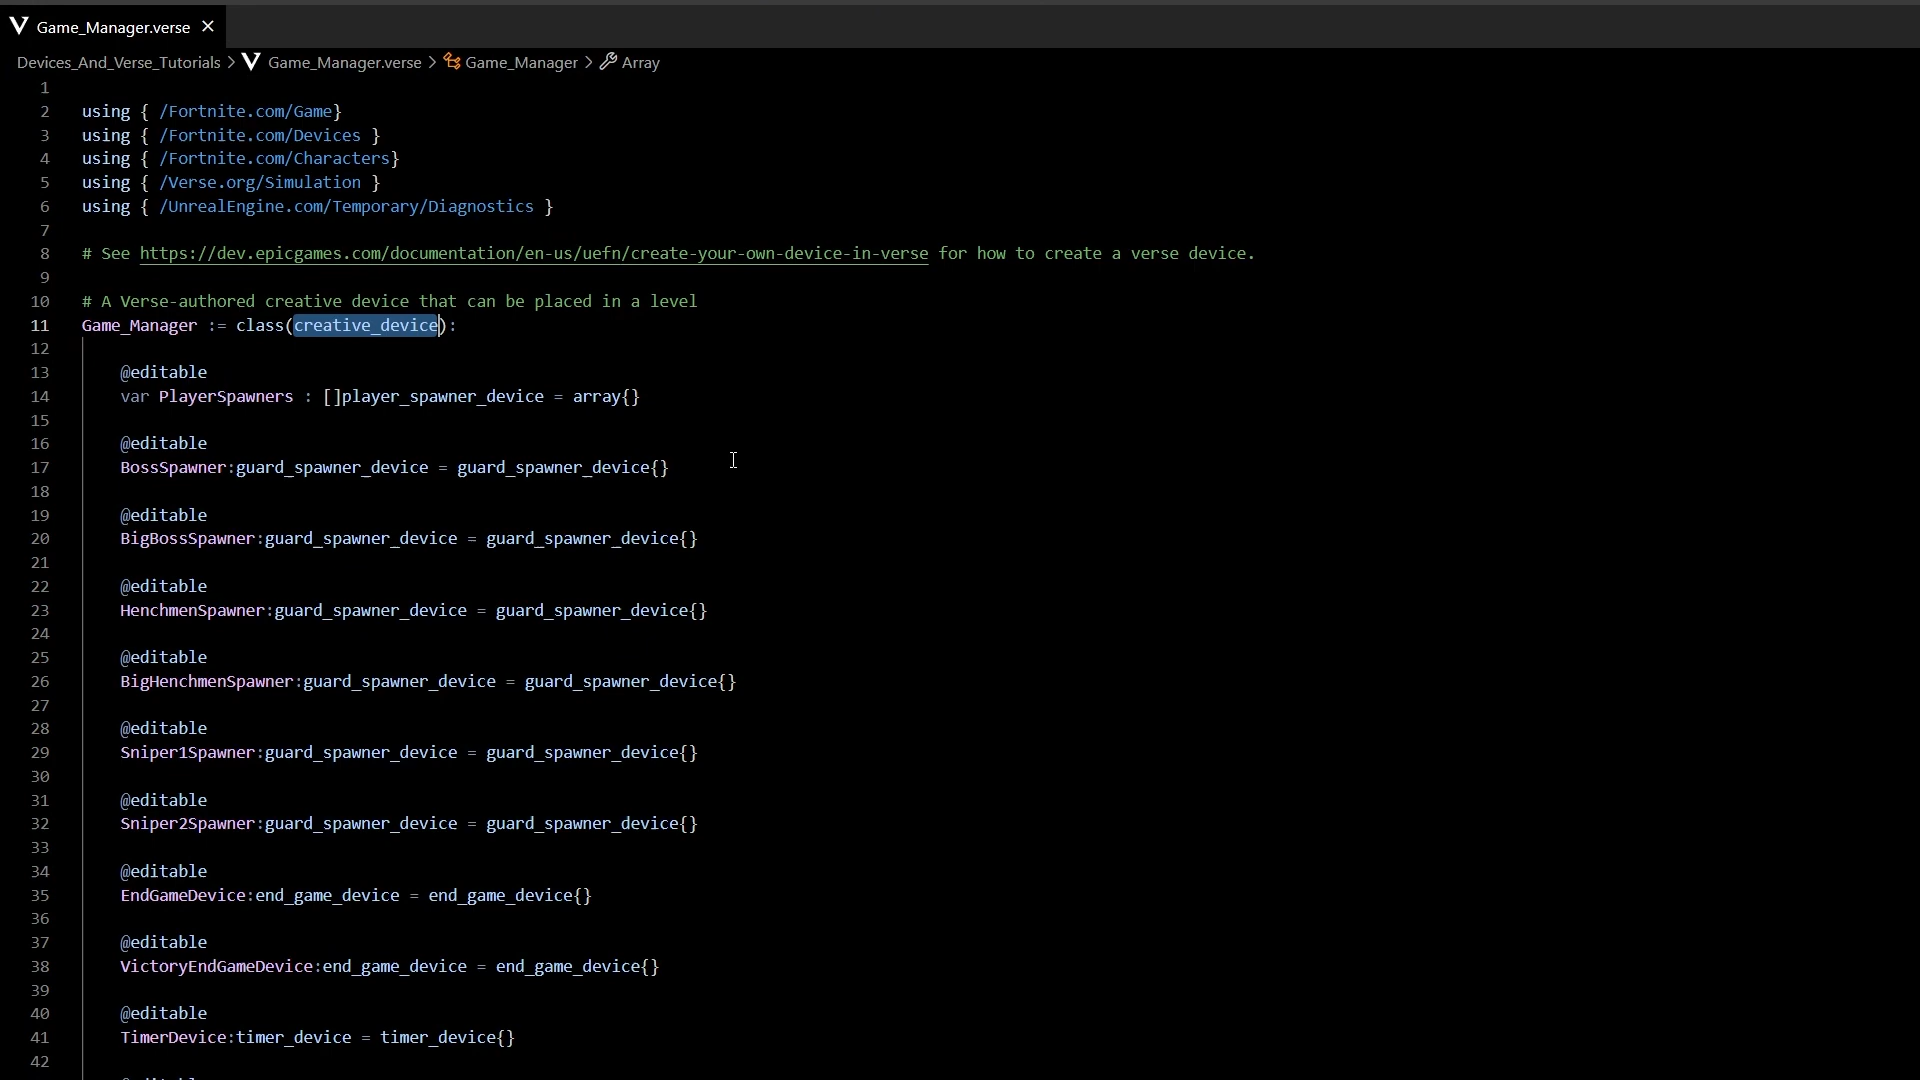 Game_Manager.verse
Devices_And_Verse_Tutorials > Game_Manager.verse > Game_Manager > Array
1
2 using { /Fortnite.com/Game}
3 using { /Fortnite.com/Devices }
4 using { /Fortnite.com/Characters}
5 using { /Verse.org/Simulation }
6 using { /UnrealEngine.com/Temporary/Diagnostics }
7
8 # See https://dev.epicgames.com/documentation/en-us/uefn/create-your-own-device-in-verse for how to create a verse device.
9
10 # A Verse-authored creative device that can be placed in a level
11 Game_Manager := class(creative_device):
12
13 @editable
14 var PlayerSpawners : []player_spawner_device = array{}
15
16 @editable
17 BossSpawner:guard_spawner_device = guard_spawner_device{}
18
19 @editable
20 BigBossSpawner:guard_spawner_device = guard_spawner_device{}
21
22 @editable
23 HenchmenSpawner:guard_spawner_device = guard_spawner_device{}
24
25 @editable
26 BigHenchmenSpawner:guard_spawner_device = guard_spawner_device{}
27
28 @editable
29 Sniper1Spawner:guard_spawner_device = guard_spawner_device{}
30
31 @editable
32 Sniper2Spawner:guard_spawner_device = guard_spawner_device{}
33
34 @editable
35 EndGameDevice:end_game_device = end_game_device{}
36
37 @editable
38 VictoryEndGameDevice:end_game_device = end_game_device{}
39
40 @editable
41 TimerDevice:timer_device = timer_device{}
42